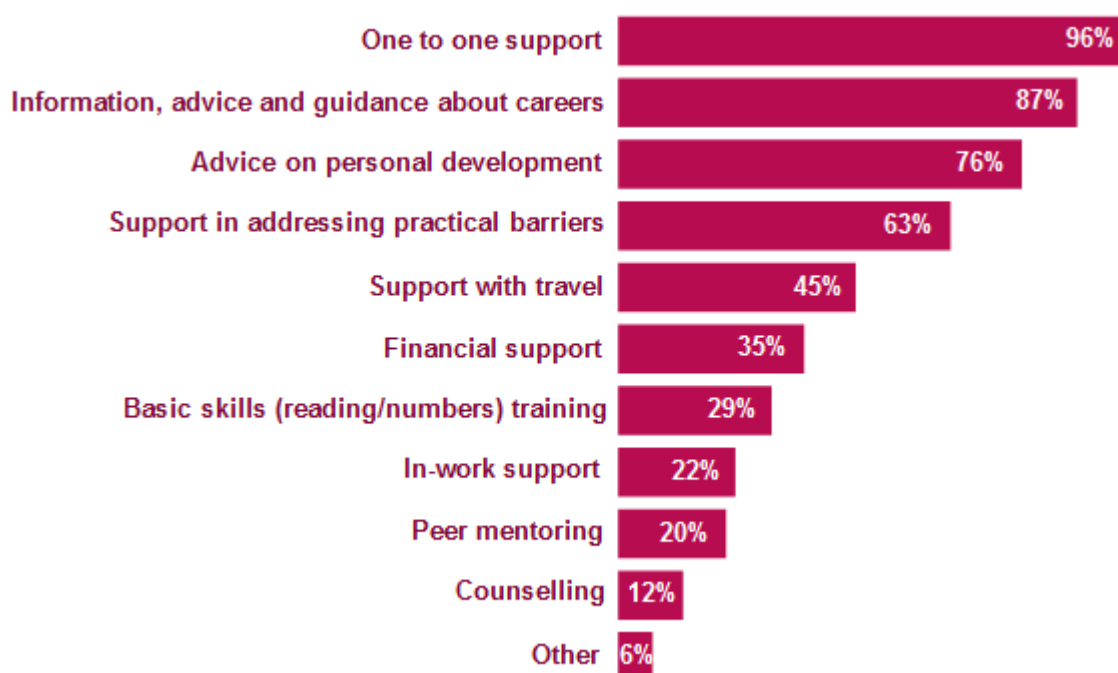 One to one support 96%
Information, advice and guidance about careers 87%
Advice on personal development 76%
Support in addressing practical barriers 63%
Support with travel 45%
Financial support 35%
Basic skills (reading/numbers) training 29%
In-work support 22%
Peer mentoring 20%
Counselling 12%
Other 6%